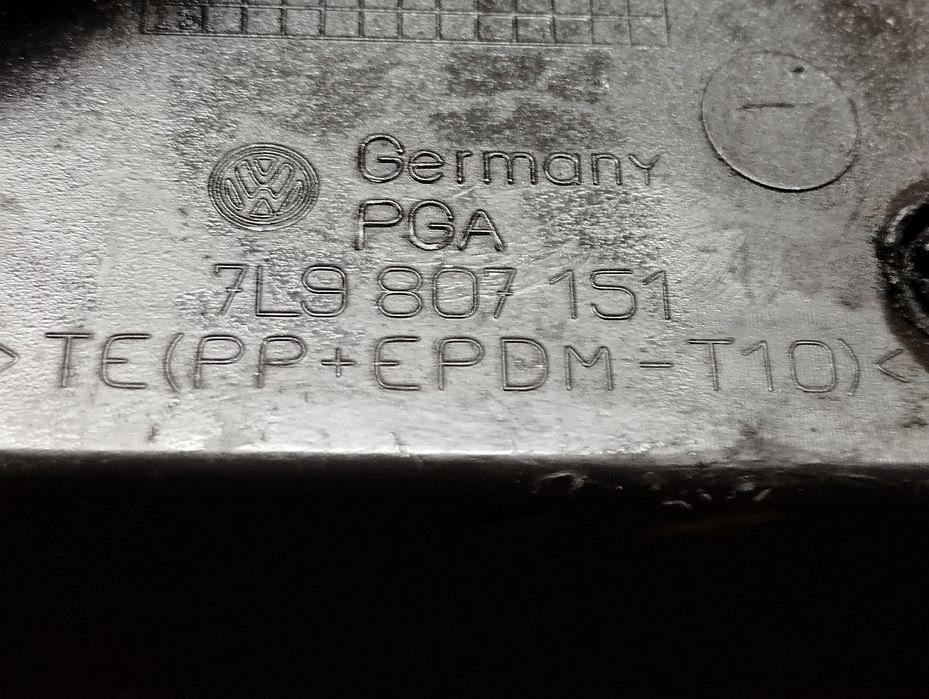 Germany
PGA
7L9 807 151
>TE(PP+EPDM-T10)<